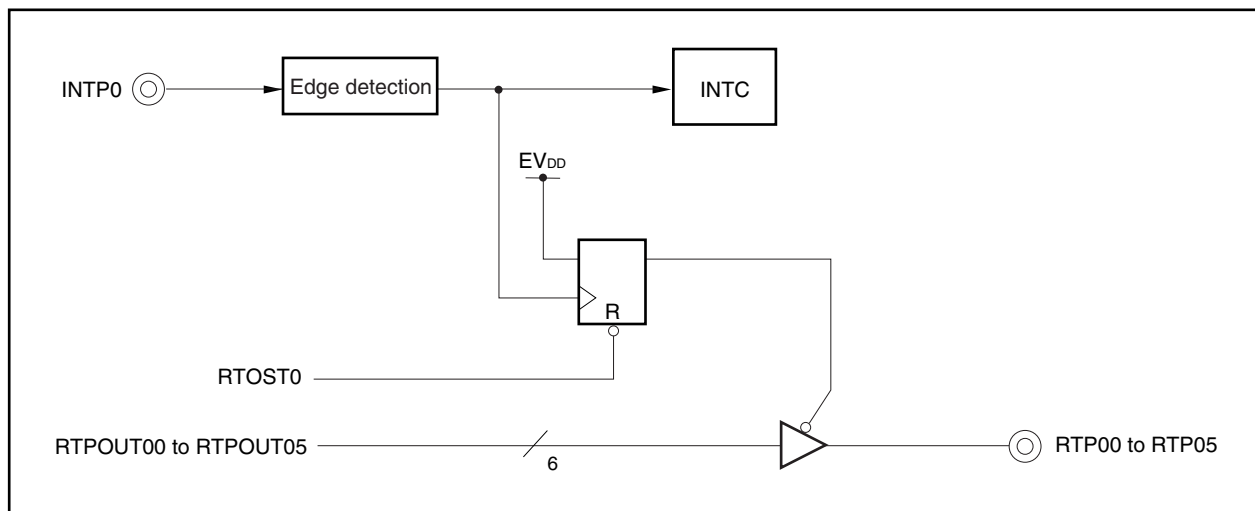 INTP0
Edge detection
INTC
EVDD
R
RTOST0
RTPOUT00 to RTPOUT05
6
RTP00 to RTP05